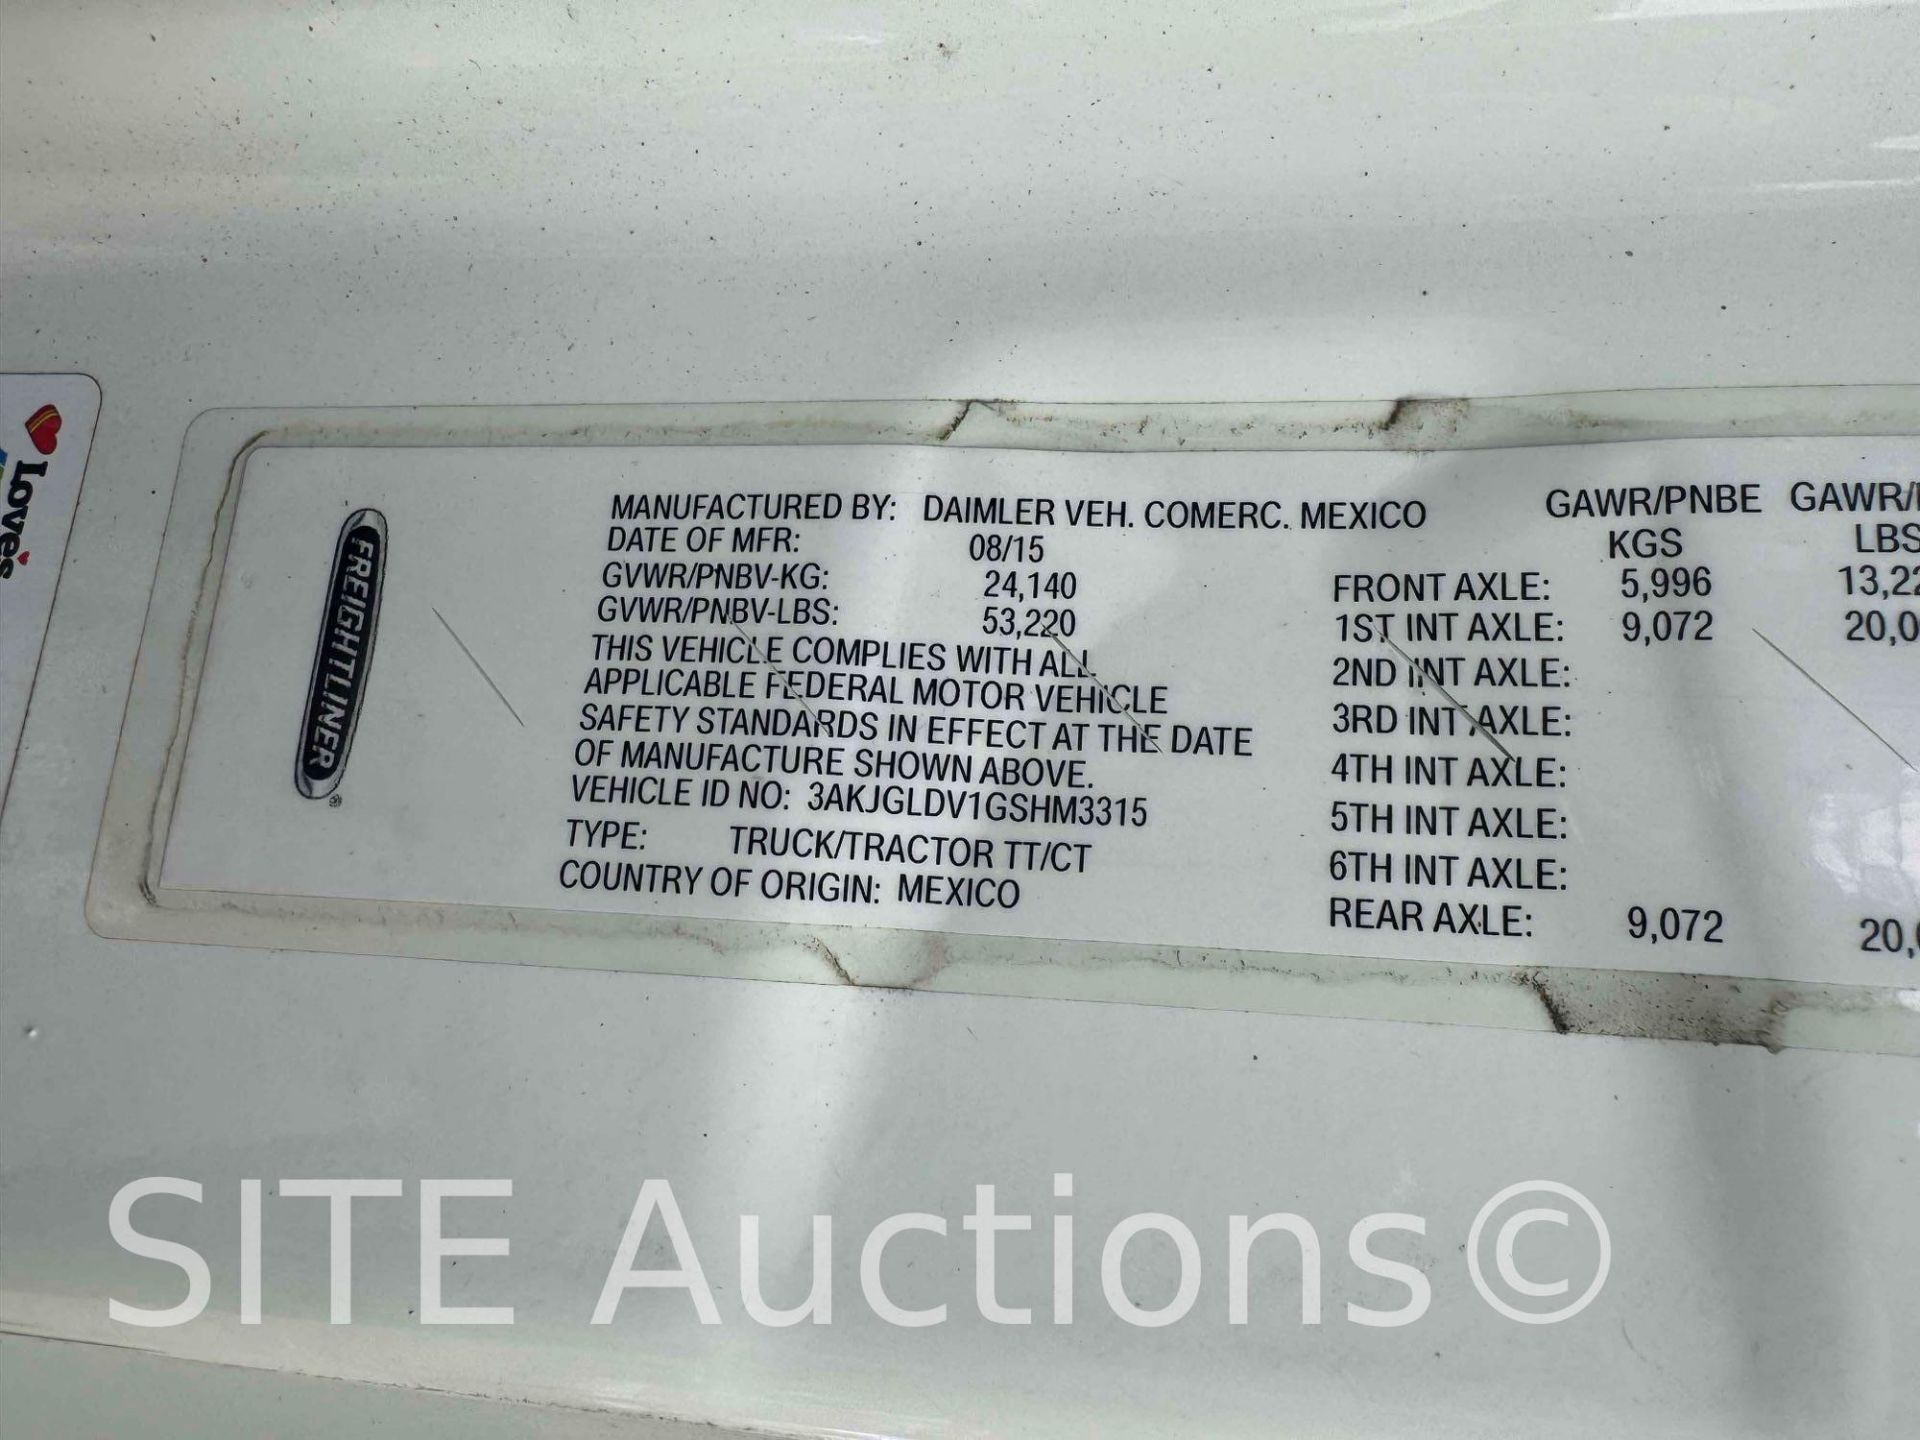 Love's
FREIGHTLINER®
MANUFACTURED BY: DAIMLER VEH. COMERC. MEXICO
DATE OF MFR: 08/15
GVWR/PNBV-KG: 24,140
GVWR/PNBV-LBS: 53,220
THIS VEHICLE COMPLIES WITH ALL
APPLICABLE FEDERAL MOTOR VEHICLE
SAFETY STANDARDS IN EFFECT AT THE DATE
OF MANUFACTURE SHOWN ABOVE.
VEHICLE ID NO: 3AKJGLDV1GSHM3315
TYPE: TRUCK/TRACTOR TT/CT
COUNTRY OF ORIGIN: MEXICO
GAWR/PNBE GAWR/
KGS LBS
FRONT AXLE: 5,996 13,22
1ST INT AXLE: 9,072 20,0
2ND INT AXLE:
3RD INT AXLE:
4TH INT AXLE:
5TH INT AXLE:
6TH INT AXLE:
REAR AXLE: 9,072 20,
SITE Auctions©